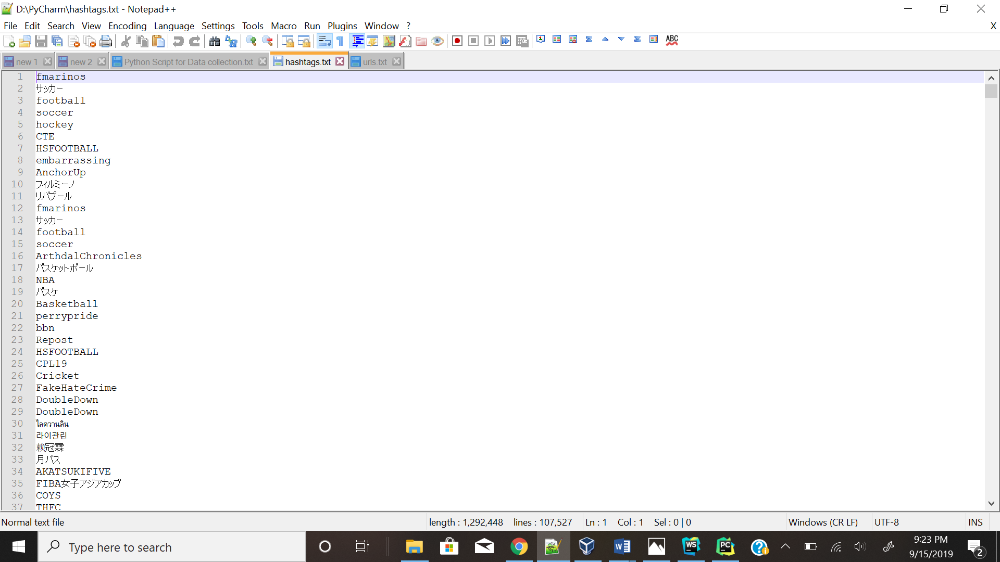 D:\PyCharm\hashtags.txt - Notepad++
File Edit Search View Encoding Language Settings Tools Macro Run Plugins Window ? X
ABC
new 1 new 2 Python Script for Data collection.txt hashtags.txt urls.txt
1 fmarinos
2 サッカー
3 football
4 soccer
5 hockey
6 CTE
7 HSFOOTBALL
8 embarrassing
9 AnchorUp
10 フィルミーノ
11 リバプール
12 fmarinos
13 サッカー
14 football
15 soccer
16 ArthdalChronicles
17 バスケットボール
18 NBA
19 バスケ
20 Basketball
21 perrypride
22 bbn
23 Repost
24 HSFOOTBALL
25 CPL19
26 Cricket
27 FakeHateCrime
28 DoubleDown
29 DoubleDown
30 ไลควานลิน
31 라이관린
32 赖冠霖
33 月バス
34 AKATSUKIFIVE
35 FIBA女子アジアカップ
36 COYS
37 THFC
Normal text file length : 1,292,448 lines : 107,527 Ln : 1 Col : 1 Sel : 0 | 0 Windows (CR LF) UTF-8 INS
Type here to search WS PC 9:23 PM
9/15/2019 2